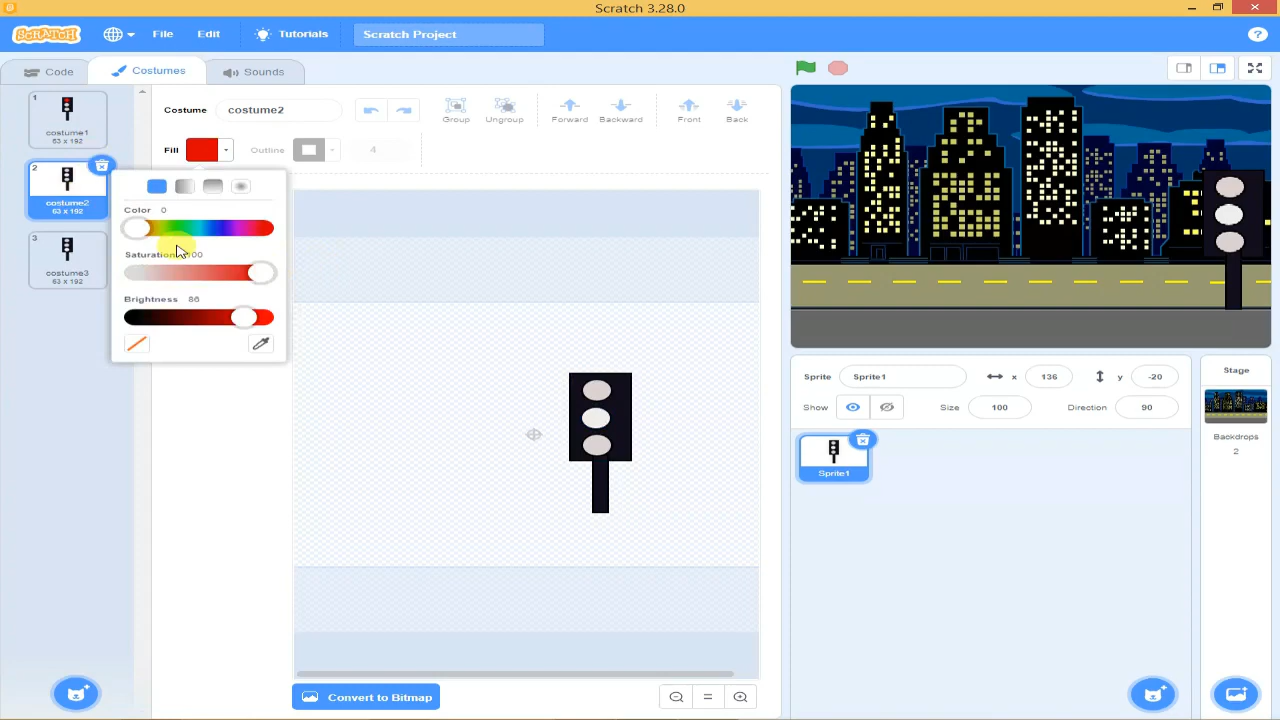 Scratch 3.28.0
SCRATCH File Edit Tutorials Scratch Project ?
Code Costumes Sounds
1
costume1
63 x 192
2
costume2
63 x 192
3
costume3
63 x 192
Costume costume2 Group Ungroup Forward Backward Front Back
Fill Outline 4
Color 0
Saturation 100
Brightness 86
Convert to Bitmap
Sprite Sprite1 x 136 y -20
Show Size 100 Direction 90
Sprite1
Stage
Backdrops
2